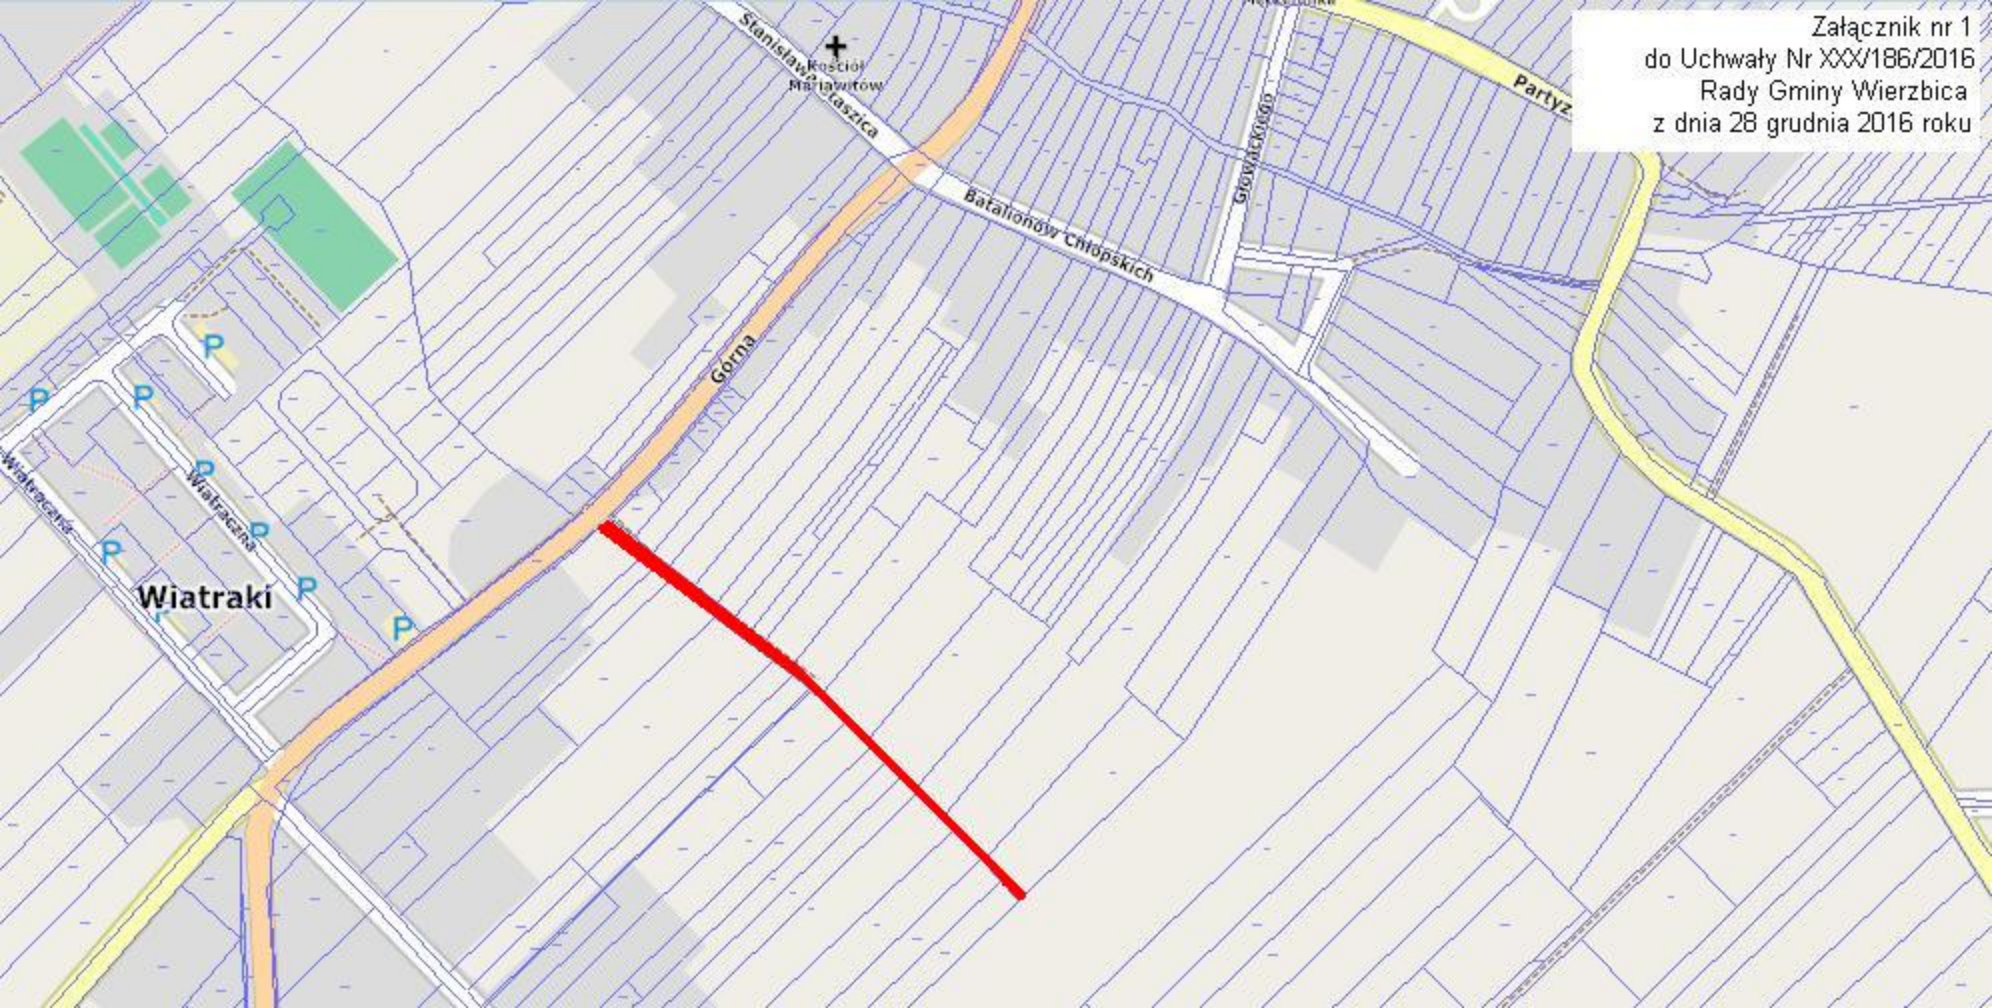 Załącznik nr 1
do Uchwały Nr XXX/186/2016
Rady Gminy Wierzbica
z dnia 28 grudnia 2016 roku
Stanisława Staszica
Kościół
Mariawitów
Partyz
Głowackiego
Batalionów Chłopskich
Górna
P
P
P
P
Wiatraczna
Wiatraczna
P
P
P
Wiatraki
P
P